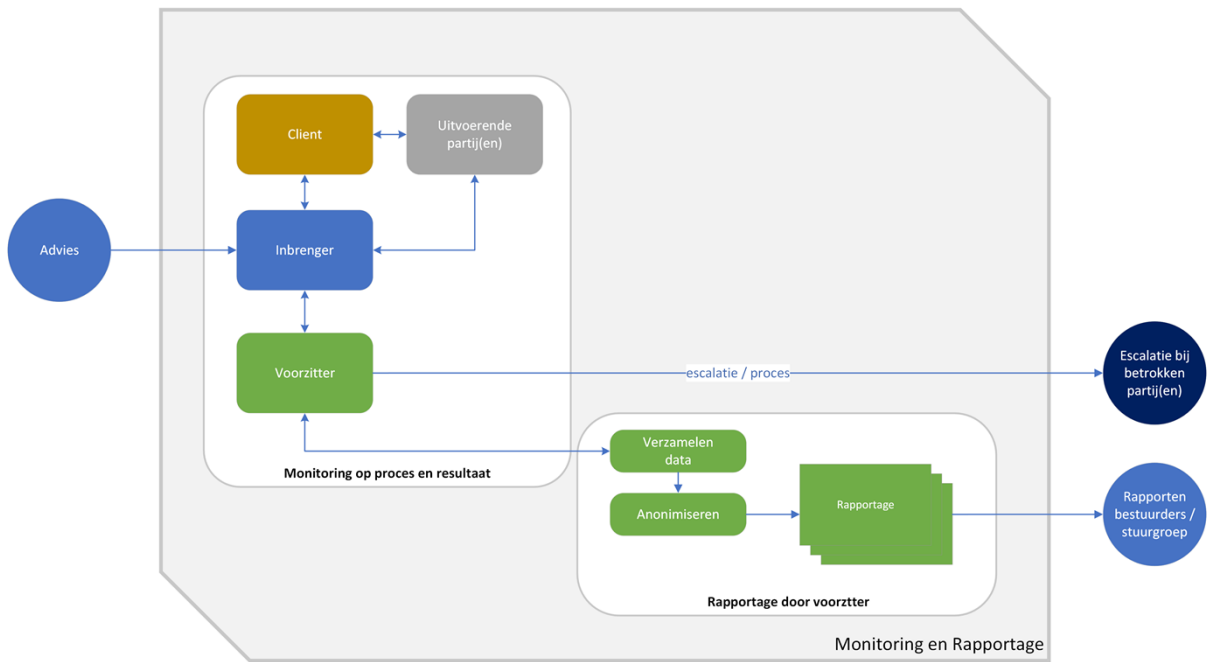 Client
Uitvoerende
partij(en)
Advies
Inbrenger
Voorzitter
escalatie / proces
Escalatie bij
betrokken
partij(en)
Monitoring op proces en resultaat
Verzamelen
data
Anonimiseren
Rapportage
Rapporten
bestuurders /
stuurgroep
Rapportage door voorztter
Monitoring en Rapportage